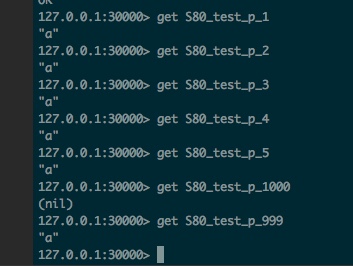 OK
127.0.0.1:30000> get S80_test_p_1
"a"
127.0.0.1:30000> get S80_test_p_2
"a"
127.0.0.1:30000> get S80_test_p_3
"a"
127.0.0.1:30000> get S80_test_p_4
"a"
127.0.0.1:30000> get S80_test_p_5
"a"
127.0.0.1:30000> get S80_test_p_1000
(nil)
127.0.0.1:30000> get S80_test_p_999
"a"
127.0.0.1:30000>